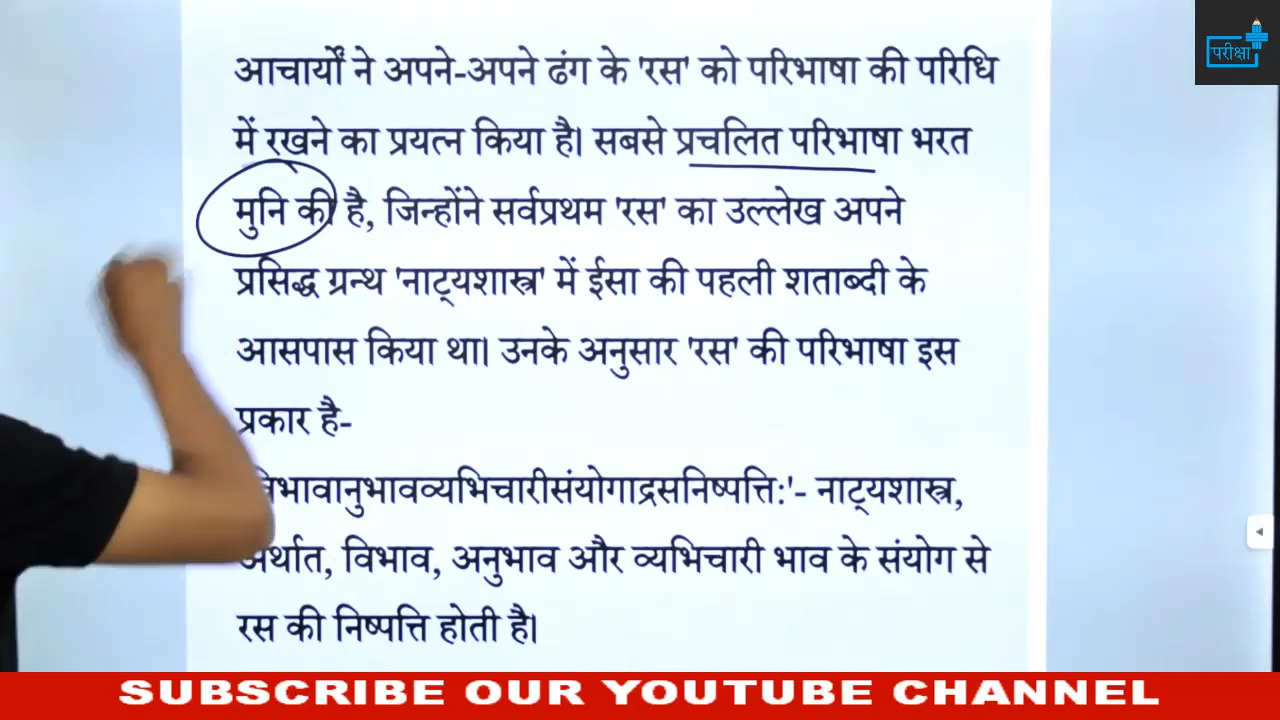 परीक्षा
आचार्यों ने अपने-अपने ढंग के 'रस' को परिभाषा की परिधि
में रखने का प्रयत्न किया है। सबसे प्रचलित परिभाषा भरत
मुनि की है, जिन्होंने सर्वप्रथम 'रस' का उल्लेख अपने
प्रसिद्ध ग्रन्थ 'नाट्यशास्त्र' में ईसा की पहली शताब्दी के
आसपास किया था। उनके अनुसार 'रस' की परिभाषा इस
प्रकार है-
विभावानुभावव्यभिचारीसंयोगाद्रसनिष्पत्ति:'- नाट्यशास्त्र,
अर्थात, विभाव, अनुभाव और व्यभिचारी भाव के संयोग से
रस की निष्पत्ति होती है।
SUBSCRIBE OUR YOUTUBE CHANNEL